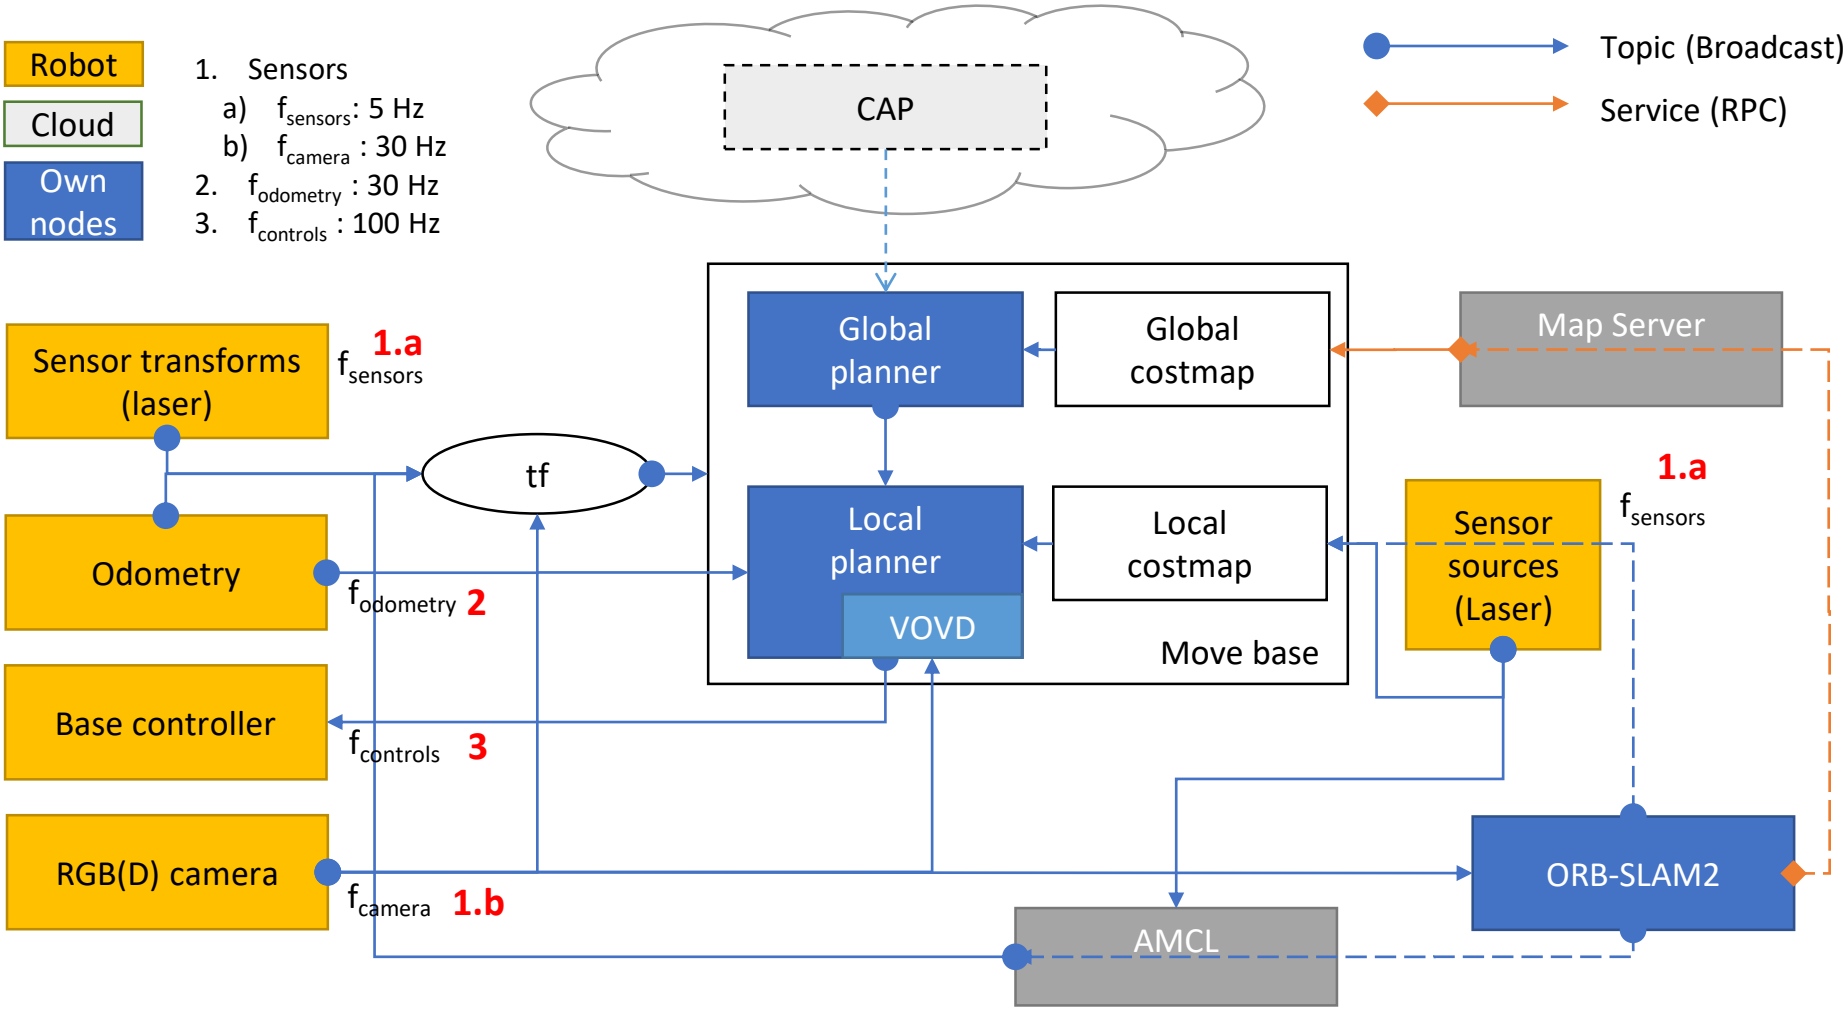 Robot
Cloud
Own
nodes
1. Sensors
a) fsensors: 5 Hz
b) fcamera : 30 Hz
2. fodometry : 30 Hz
3. fcontrols : 100 Hz
CAP
Topic (Broadcast)
Service (RPC)
Sensor transforms
(laser)
1.a
fsensors
tf
Odometry
fodometry 2
Base controller
fcontrols 3
RGB(D) camera
fcamera 1.b
Global
planner
Global
costmap
Local
planner
VOVD
Local
costmap
Move base
Map Server
1.a
fsensors
Sensor
sources
(Laser)
ORB-SLAM2
AMCL